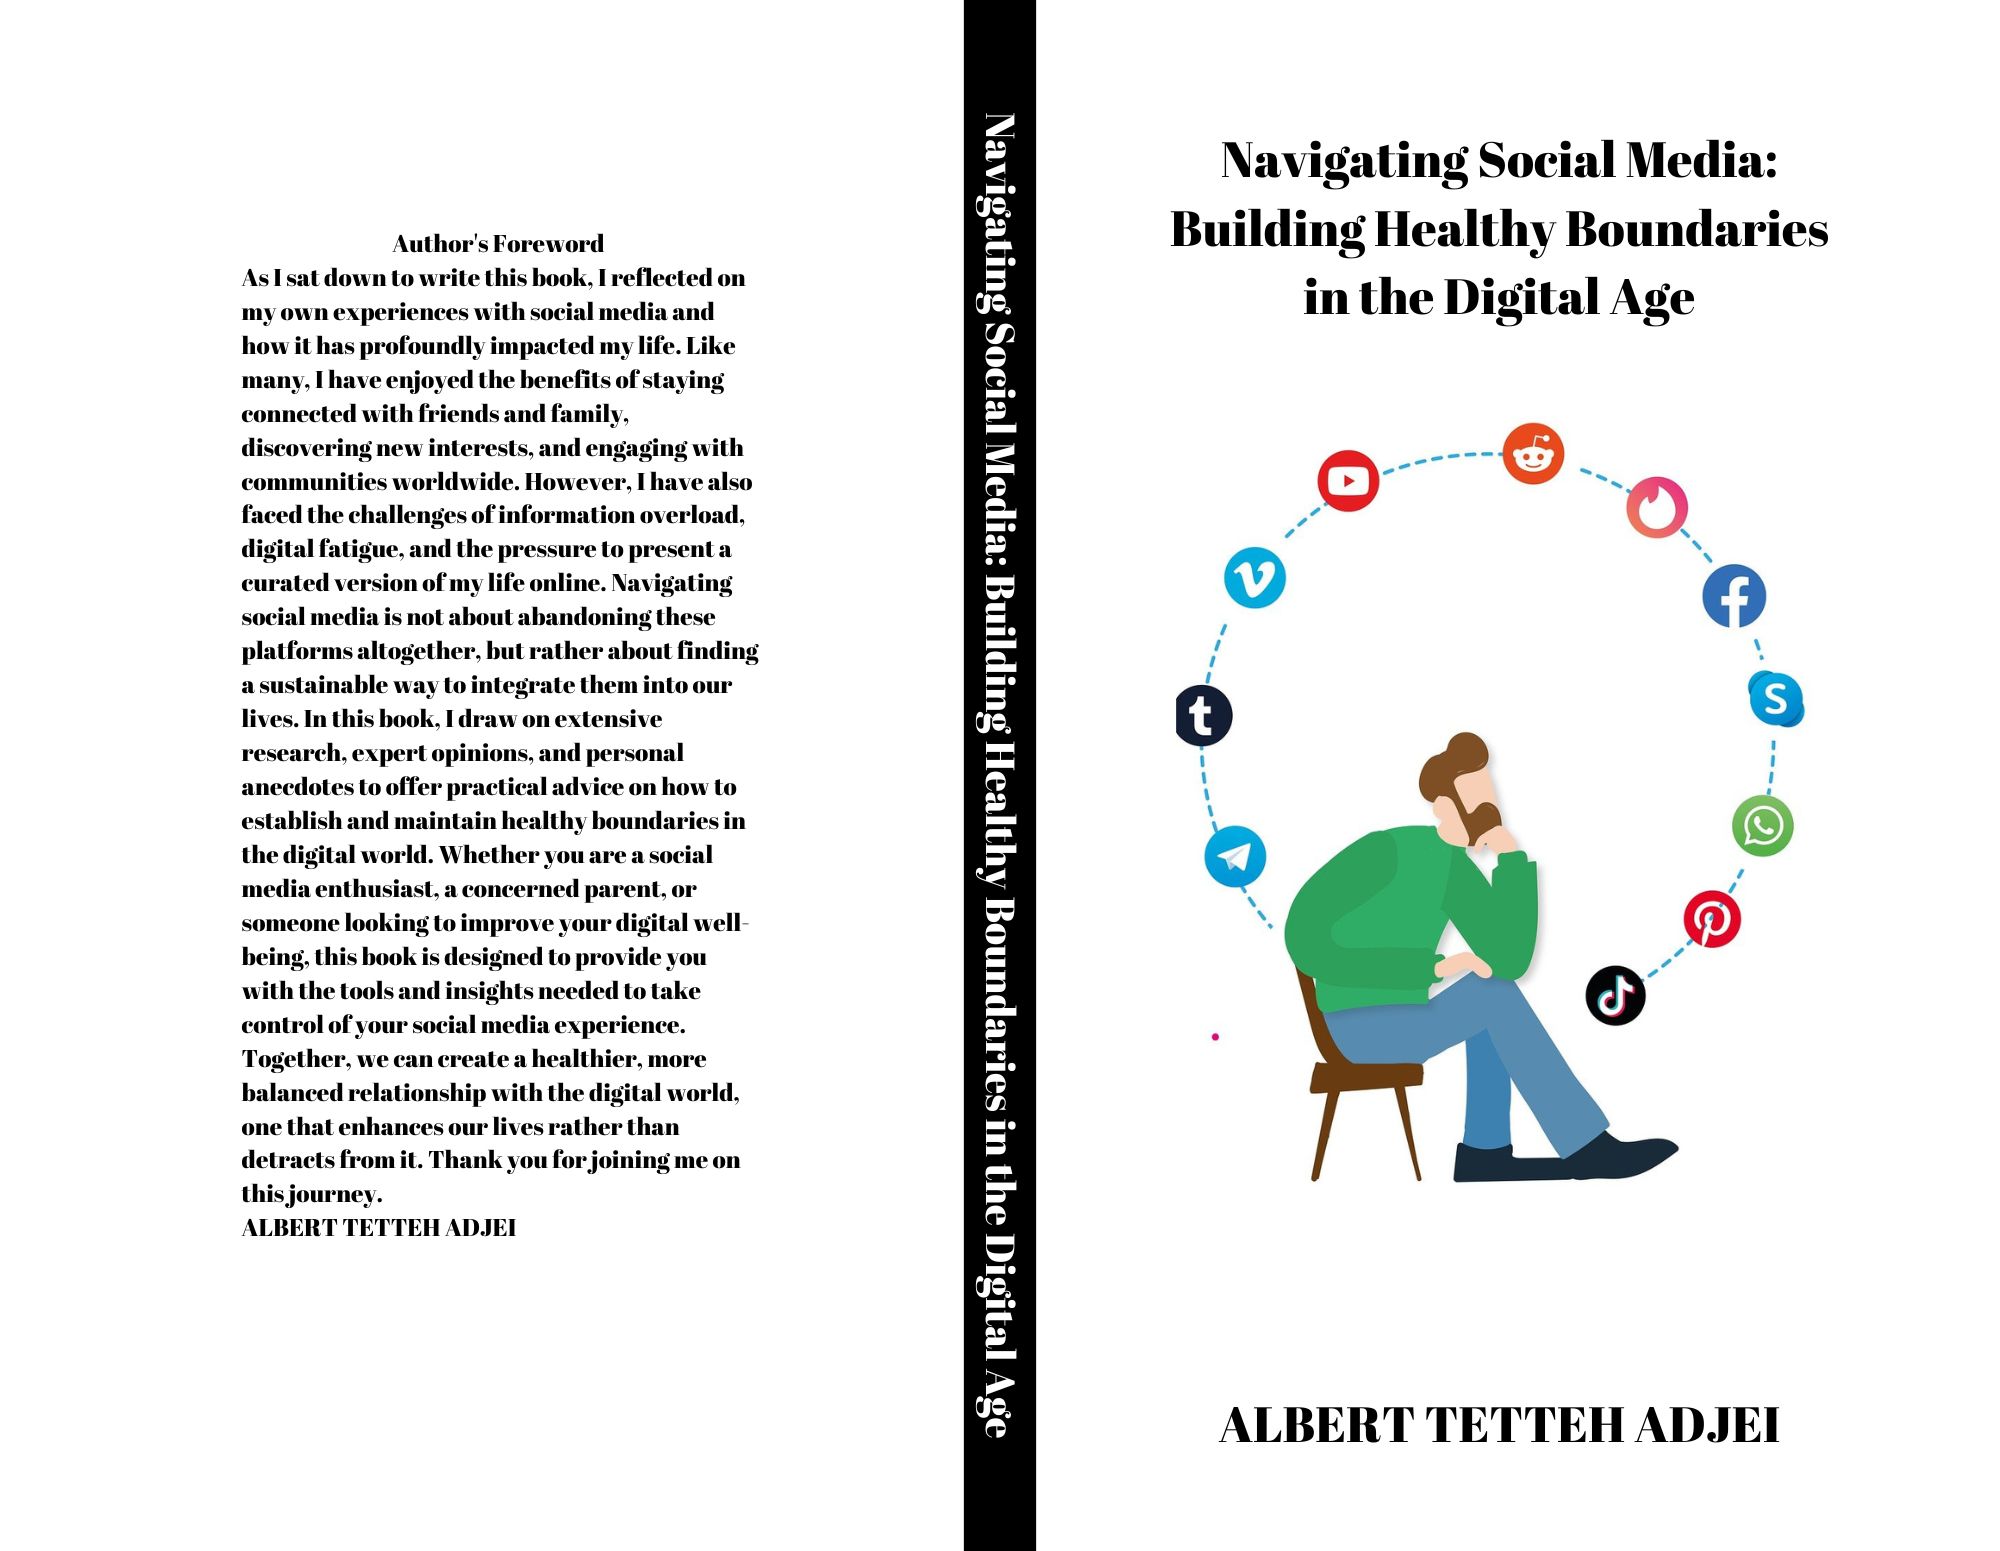 Author's Foreword
As I sat down to write this book, I reflected on
my own experiences with social media and
how it has profoundly impacted my life. Like
many, I have enjoyed the benefits of staying
connected with friends and family,
discovering new interests, and engaging with
communities worldwide. However, I have also
faced the challenges of information overload,
digital fatigue, and the pressure to present a
curated version of my life online. Navigating
social media is not about abandoning these
platforms altogether, but rather about finding
a sustainable way to integrate them into our
lives. In this book, I draw on extensive
research, expert opinions, and personal
anecdotes to offer practical advice on how to
establish and maintain healthy boundaries in
the digital world. Whether you are a social
media enthusiast, a concerned parent, or
someone looking to improve your digital well-
being, this book is designed to provide you
with the tools and insights needed to take
control of your social media experience.
Together, we can create a healthier, more
balanced relationship with the digital world,
one that enhances our lives rather than
detracts from it. Thank you for joining me on
this journey.
ALBERT TETTEH ADJEI
Navigating Social Media: Building Healthy Boundaries in the Digital Age
Navigating Social Media:
Building Healthy Boundaries
in the Digital Age
ALBERT TETTEH ADJEI